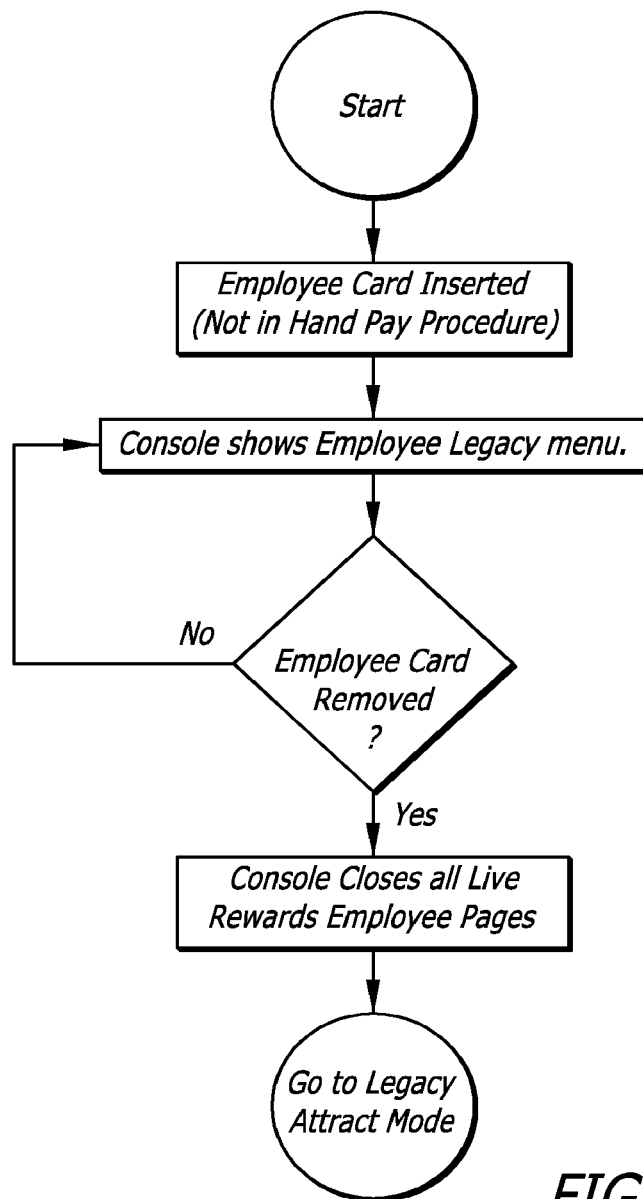 Start
Employee Card Inserted
(Not in Hand Pay Procedure)
Console shows Employee Legacy menu.
No
Employee Card
Removed
?
Yes
Console Closes all Live
Rewards Employee Pages
Go to Legacy
Attract Mode
FIG